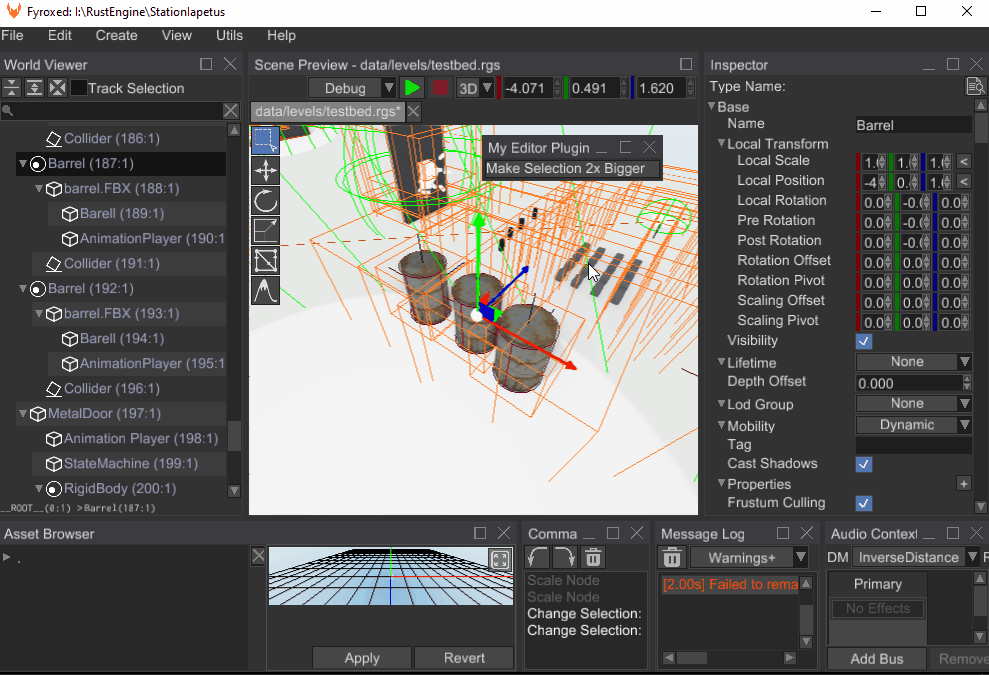 Fyroxed: I:\RustEngine\StationIapetus
File Edit Create View Utils Help
World Viewer
Track Selection
Collider (186:1)
Barrel (187:1)
barrel.FBX (188:1)
Barell (189:1)
AnimationPlayer (190:1
Collider (191:1)
Barrel (192:1)
barrel.FBX (193:1)
Barell (194:1)
AnimationPlayer (195:1
Collider (196:1)
MetalDoor (197:1)
Animation Player (198:1)
StateMachine (199:1)
RigidBody (200:1)
__ROOT__(0:1) >Barrel(187:1)
Scene Preview - data/levels/testbed.rgs
Debug 3D -4.071 0.491 1.620
data/levels/testbed.rgs*
My Editor Plugin
Make Selection 2x Bigger
Inspector
Type Name:
Base
Name Barrel
Local Transform
Local Scale 1.( 1. 1.( <
Local Position -4 0. 1.( <
Local Rotation 0.0 -0. 0.0
Pre Rotation 0.0 -0. 0.0
Post Rotation 0.0 -0. 0.0
Rotation Offset 0.0 0.0 0.0
Rotation Pivot 0.0 0.0 0.0
Scaling Offset 0.0 0.0 0.0
Scaling Pivot 0.0 0.0 0.0
Visibility
Lifetime None
Depth Offset 0.000
Lod Group None
Mobility Dynamic
Tag
Cast Shadows
Properties +
Frustum Culling
Asset Browser
.
Apply Revert
Comma
Scale Node
Scale Node
Change Selection:
Change Selection:
Message Log
Warnings+
[2.00s] Failed to rema
Audio Context
DM InverseDistance R
Primary
No Effects
Add Bus Remove